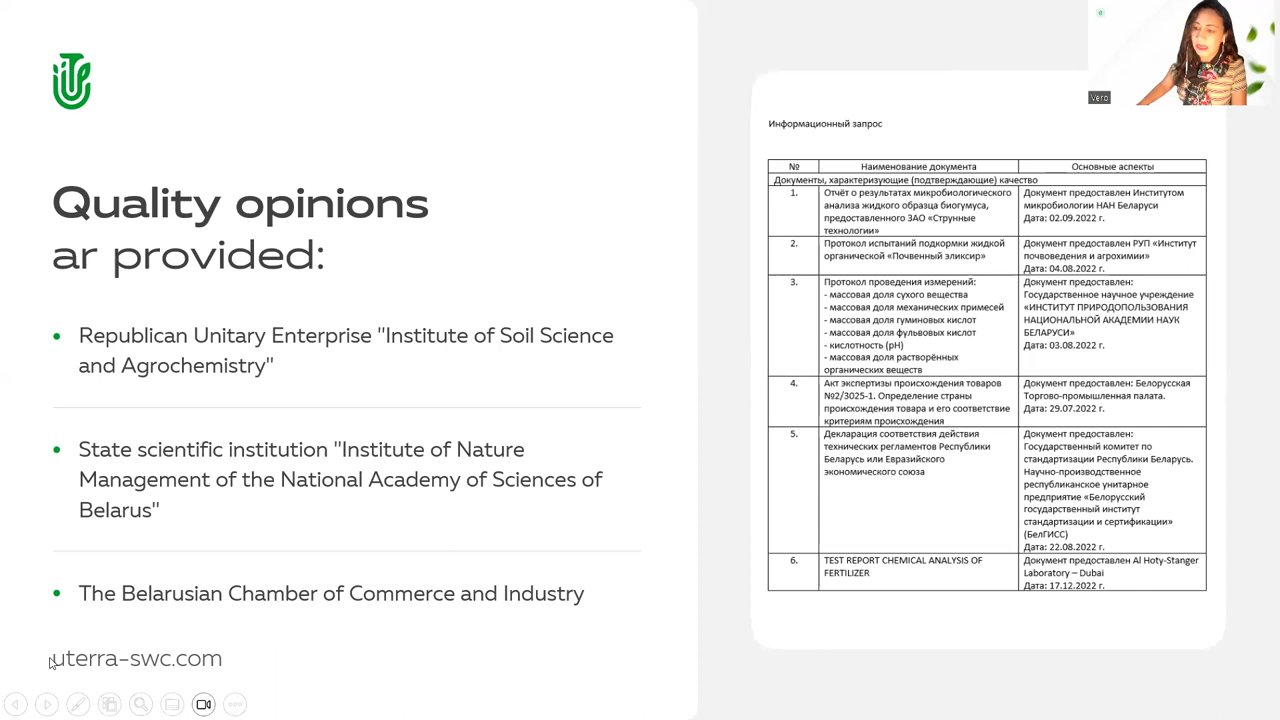 Quality opinions
ar provided:
Republican Unitary Enterprise "Institute of Soil Science
and Agrochemistry"
State scientific institution "Institute of Nature
Management of the National Academy of Sciences of
Belarus"
The Belarusian Chamber of Commerce and Industry
uterra-swc.com
Vero
Информационный запрос
№ Наименование документа Основные аспекты
Документы, характеризующие (подтверждающие) качество
1. Отчёт о результатах микробиологического Документ предоставлен Институтом
анализа жидкого образца биогумуса, микробиологии НАН Беларуси
предоставленного ЗАО «Струнные Дата: 02.09.2022 г.
технологии»
2. Протокол испытаний подкормки жидкой Документ предоставлен РУП «Институт
органической «Почвенный эликсир» почвоведения и агрохимии»
Дата: 04.08.2022 г.
3. Протокол проведения измерений: Документ предоставлен:
- массовая доля сухого вещества Государственное научное учреждение
- массовая доля механических примесей «ИНСТИТУТ ПРИРОДОПОЛЬЗОВАНИЯ
- массовая доля гуминовых кислот НАЦИОНАЛЬНОЙ АКАДЕМИИ НАУК
- массовая доля фульвовых кислот БЕЛАРУСИ»
- кислотность (pH) Дата: 03.08.2022 г.
- массовая доля растворённых
органических веществ
4. Акт экспертизы происхождения товаров Документ предоставлен: Белорусская
№2/3025-1. Определение страны Торгово-промышленная палата.
происхождения товара и его соответствие Дата: 29.07.2022 г.
критериям происхождения
5. Декларация соответствия действия Документ предоставлен:
технических регламентов Республики Государственный комитет по
Беларусь или Евразийского стандартизации Республики Беларусь.
экономического союза Научно-производственное
республиканское унитарное
предприятие «Белорусский
государственный институт
стандартизации и сертификации»
(БелГИСС)
Дата: 22.08.2022 г.
6. TEST REPORT CHEMICAL ANALYSIS OF Документ предоставлен Al Hoty-Stanger
FERTILIZER Laboratory – Dubai
Дата: 17.12.2022 г.